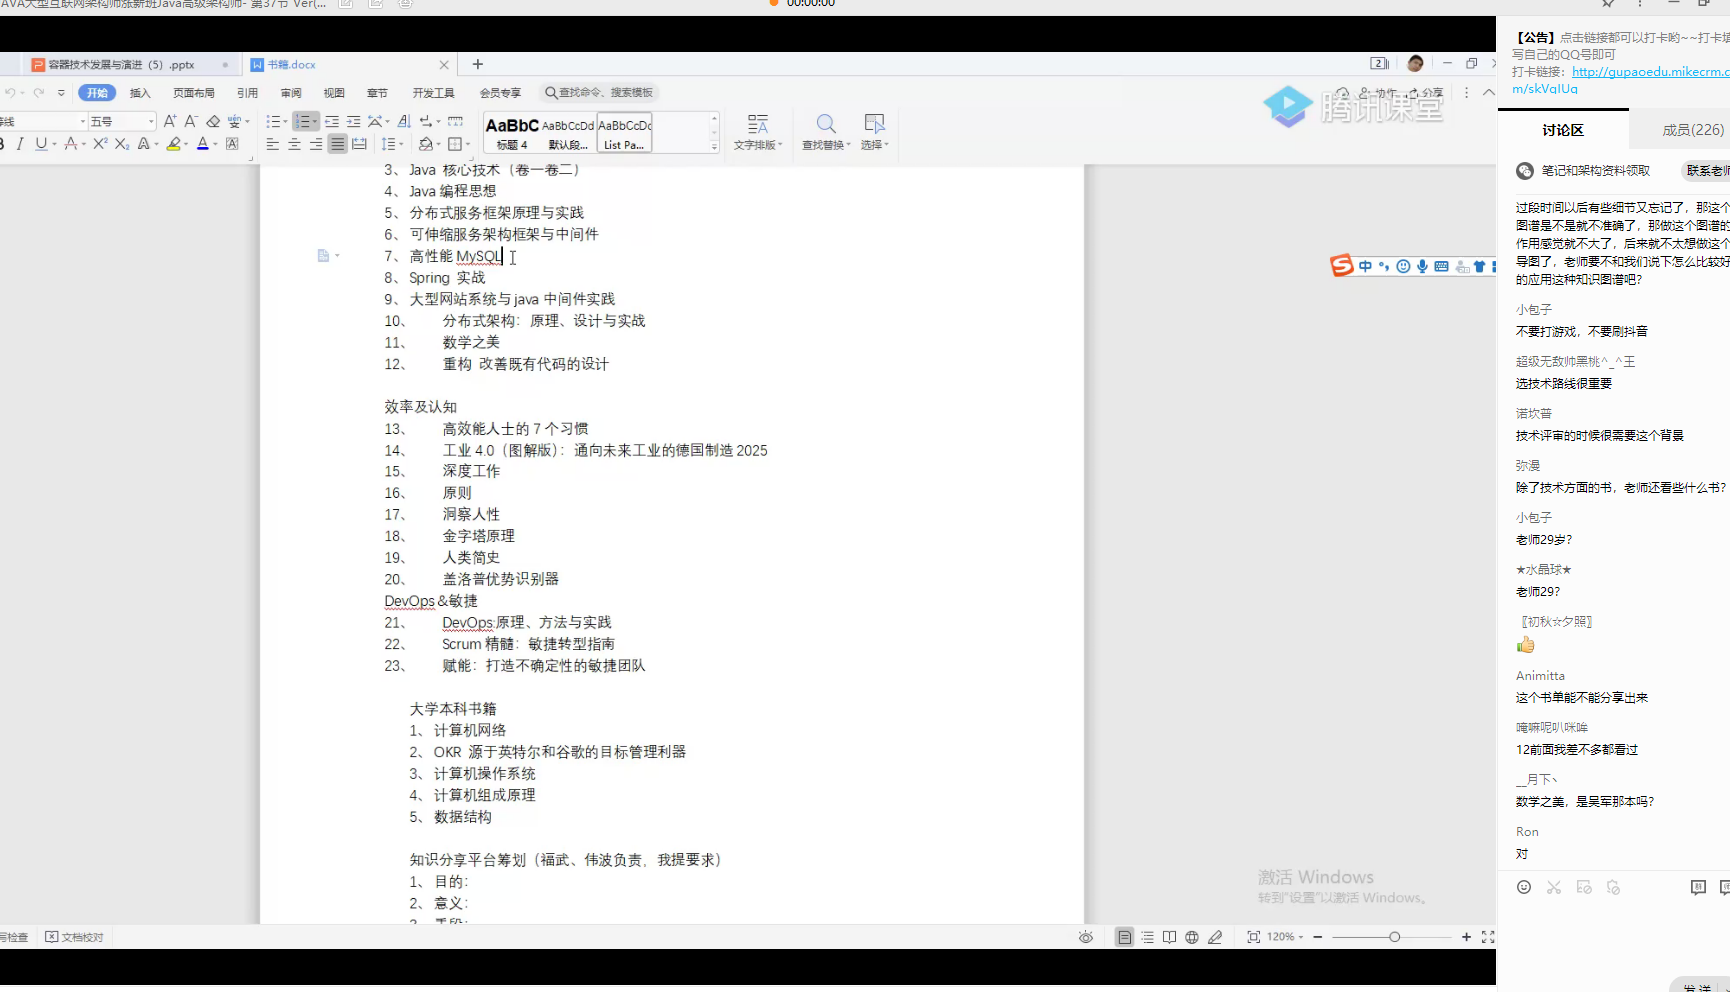 AVA大型互联网架构师涨薪班Java高级架构师- 第37节 Ver(...
00:00:00
容器技术发展与演进（5）.pptx
书籍.docx
开始 插入 页面布局 引用 审阅 视图 章节 开发工具 会员专享 查找命令、搜索模板
协作 分享
腾讯课堂
五号
AaBbC AaBbCcDd AaBbCcDc
标题 4 默认段... List Pa...
文字排版 查找替换 选择
3、 Java 核心技术（卷一卷二）
4、 Java 编程思想
5、 分布式服务框架原理与实践
6、 可伸缩服务架构框架与中间件
7、 高性能 MySQL
8、 Spring 实战
9、 大型网站系统与 java 中间件实践
10、 分布式架构：原理、设计与实战
11、 数学之美
12、 重构 改善既有代码的设计
效率及认知
13、 高效能人士的 7 个习惯
14、 工业 4.0（图解版）：通向未来工业的德国制造 2025
15、 深度工作
16、 原则
17、 洞察人性
18、 金字塔原理
19、 人类简史
20、 盖洛普优势识别器
DevOps &敏捷
21、 DevOps:原理、方法与实践
22、 Scrum 精髓：敏捷转型指南
23、 赋能：打造不确定性的敏捷团队
大学本科书籍
1、 计算机网络
2、 OKR 源于英特尔和谷歌的目标管理利器
3、 计算机操作系统
4、 计算机组成原理
5、 数据结构
知识分享平台筹划（福武、伟波负责，我提要求）
1、 目的：
2、 意义：
3、 手段：
中
激活 Windows
转到“设置”以激活 Windows。
写检查 文档校对
120%
【公告】点击链接都可以打卡哟~~打卡填
写自己的QQ号即可
打卡链接：http://gupaoedu.mikecrm.c
m/skVqIUq
讨论区 成员(226)
笔记和架构资料领取 联系老师
过段时间以后有些细节又忘记了，那这个
图谱是不是就不准确了，那做这个图谱的
作用感觉就不大了，后来就不太想做这个
导图了，老师要不和我们说下怎么比较好
的应用这种知识图谱吧？
小包子
不要打游戏，不要刷抖音
超级无敌帅黑桃^_^王
选技术路线很重要
诺坎普
技术评审的时候很需要这个背景
弥漫
除了技术方面的书，老师还看些什么书？
小包子
老师29岁？
★水晶球★
老师29？
〖初秋☆夕照〗
Animitta
这个书单能不能分享出来
唵嘛呢叭咪哞
12前面我差不多都看过
__月下丶
数学之美，是吴军那本吗？
Ron
对
发 送